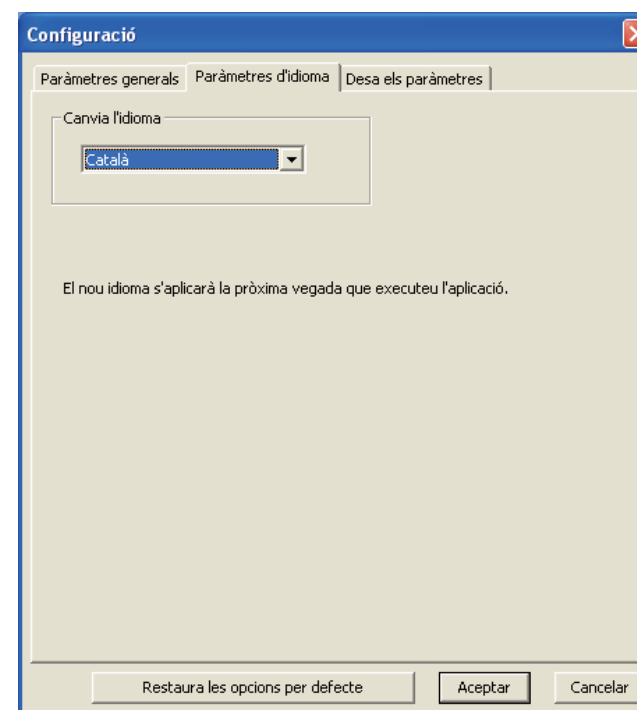 Configuració
Paràmetres generals Paràmetres d'idioma Desa els paràmetres
Canvia l'idioma
Català
El nou idioma s'aplicarà la pròxima vegada que executeu l'aplicació.
Restaura les opcions per defecte Aceptar Cancelar